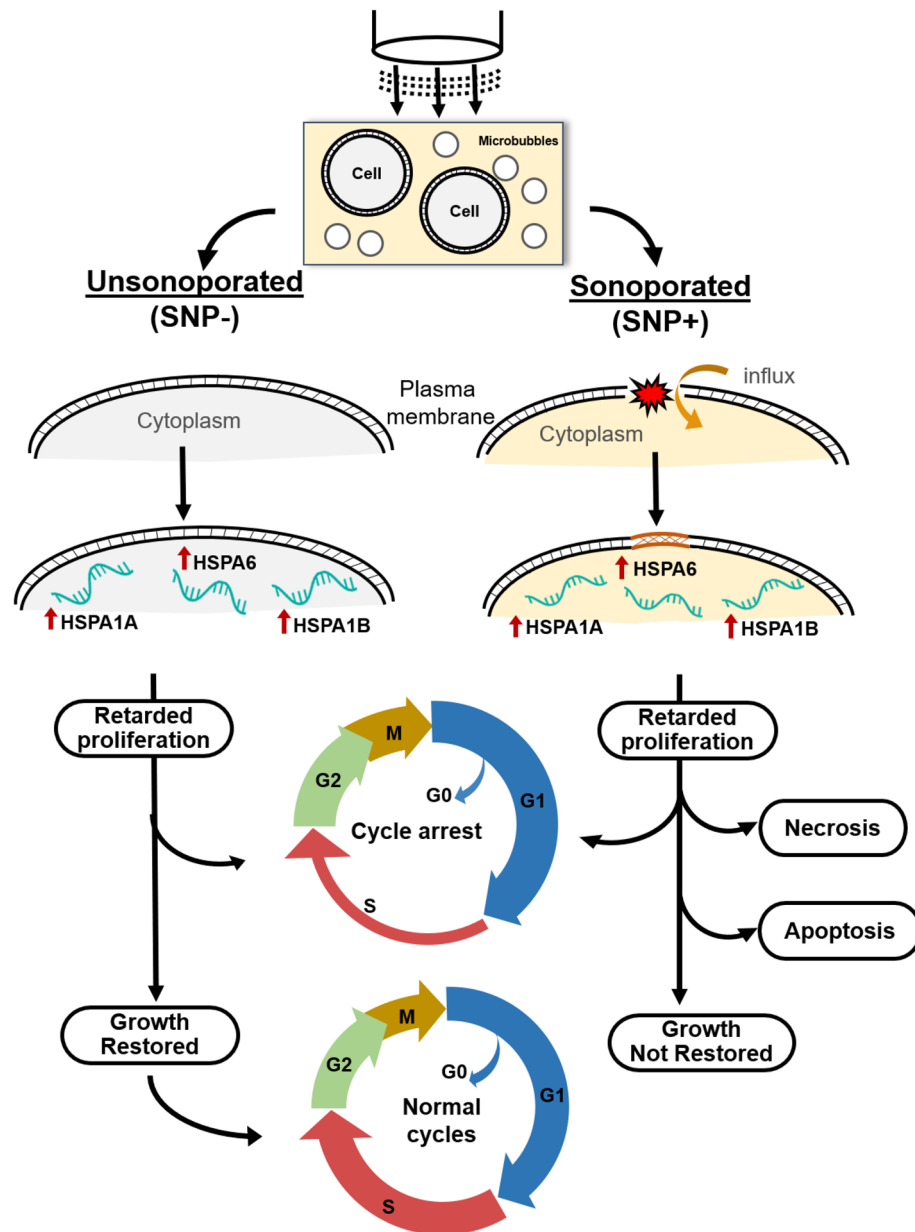 Microbubbles
Cell
Cell
Unsonoporated
(SNP-)
Sonoporated
(SNP+)
Cytoplasm
Plasma
membrane
influx
Cytoplasm
HSPA6
HSPA1A
HSPA1B
HSPA6
HSPA1A
HSPA1B
Retarded
proliferation
Retarded
proliferation
M
G2
G1
G0
Cycle arrest
S
Necrosis
Apoptosis
Growth
Restored
Growth
Not Restored
M
G2
G0
G1
Normal
cycles
S